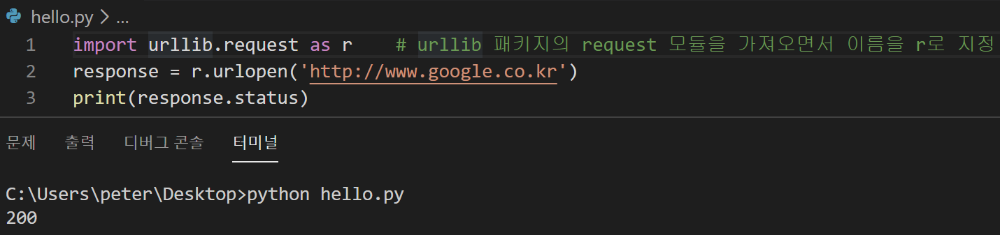 hello.py > ...
1 import urllib.request as r    # urllib 패키지의 request 모듈을 가져오면서 이름을 r로 지정
2 response = r.urlopen('http://www.google.co.kr')
3 print(response.status)
문제 출력 디버그 콘솔 터미널
C:\Users\peter\Desktop>python hello.py
200